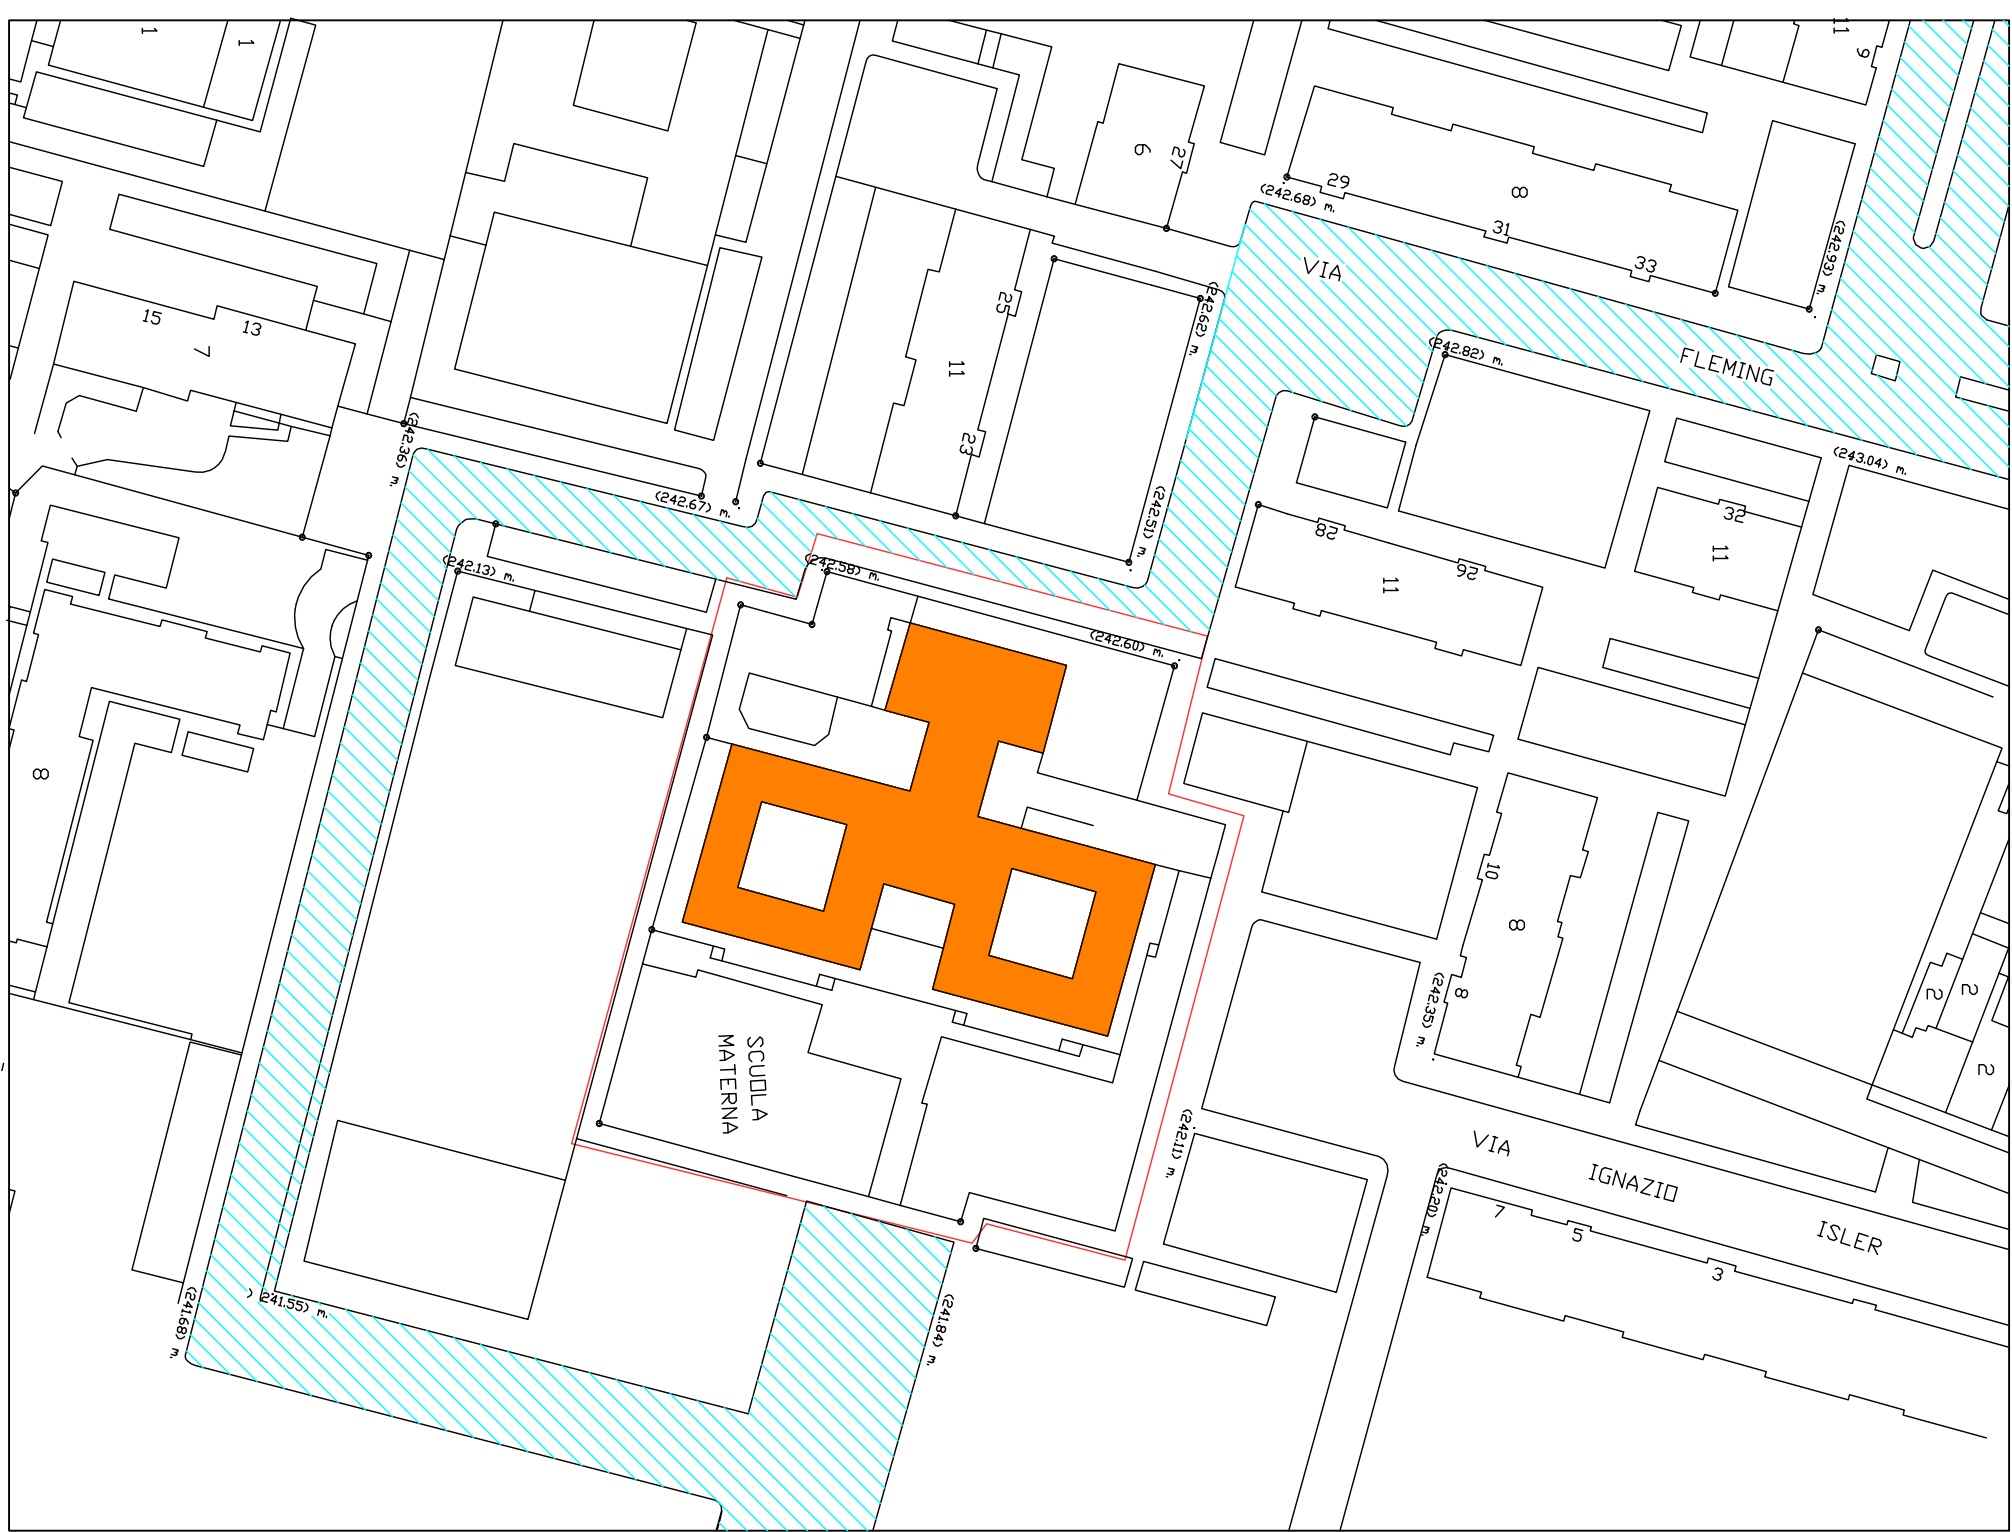 1
1
11
9
6
27
29
8
(242.68) m.
31
33
(242.93) m.
VIA
FLEMING
15
13
7
25
(242.62) m.
11
23
(242.82) m.
(242.36) m.
(242.67) m.
(242.51) m.
(243.04) m.
28
26
11
32
11
(242.13) m.
(242.58) m.
(242.60) m.
8
10
8
8
(242.35) m.
2
2
2
SCUOLA
MATERNA
(242.11) m.
VIA
IGNAZIO
ISLER
(242.20) m.
7
5
3
(241.68) m.
) 241.55) m.
(241.84) m.